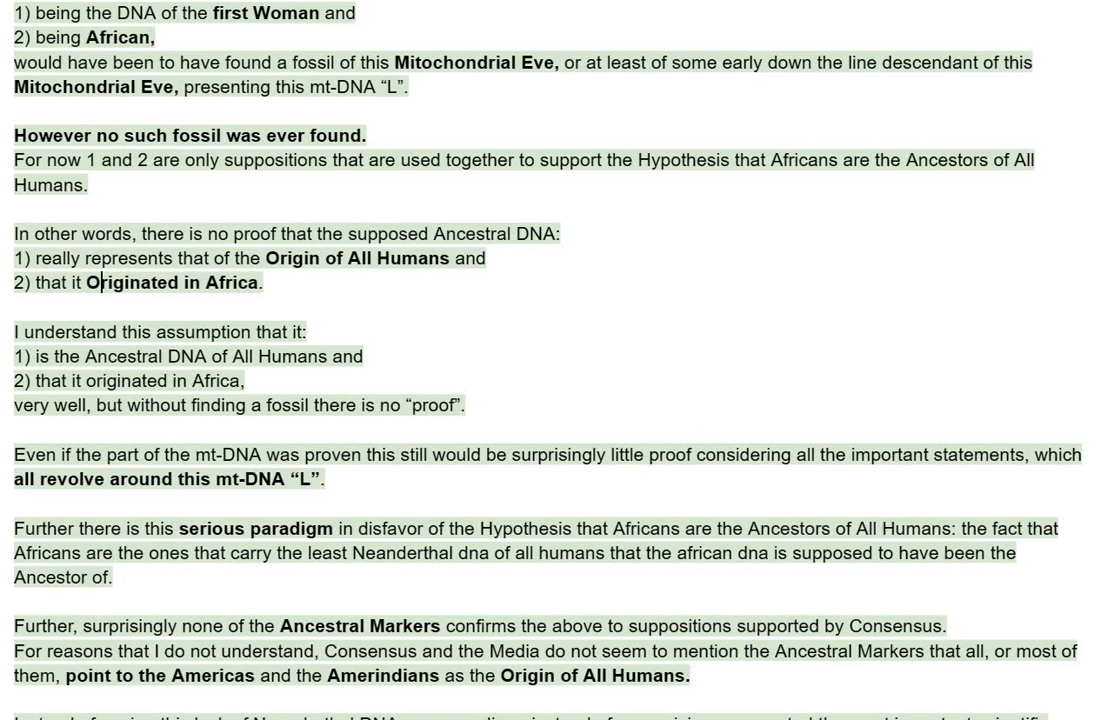 1) being the DNA of the first Woman and
2) being African,
would have been to have found a fossil of this Mitochondrial Eve, or at least of some early down the line descendant of this
Mitochondrial Eve, presenting this mt-DNA “L”.
However no such fossil was ever found.
For now 1 and 2 are only suppositions that are used together to support the Hypothesis that Africans are the Ancestors of All
Humans.
In other words, there is no proof that the supposed Ancestral DNA:
1) really represents that of the Origin of All Humans and
2) that it Originated in Africa.
I understand this assumption that it:
1) is the Ancestral DNA of All Humans and
2) that it originated in Africa,
very well, but without finding a fossil there is no “proof”.
Even if the part of the mt-DNA was proven this still would be surprisingly little proof considering all the important statements, which
all revolve around this mt-DNA “L”.
Further there is this serious paradigm in disfavor of the Hypothesis that Africans are the Ancestors of All Humans: the fact that
Africans are the ones that carry the least Neanderthal dna of all humans that the african dna is supposed to have been the
Ancestor of.
Further, surprisingly none of the Ancestral Markers confirms the above to suppositions supported by Consensus.
For reasons that I do not understand, Consensus and the Media do not seem to mention the Ancestral Markers that all, or most of
them, point to the Americas and the Amerindians as the Origin of All Humans.